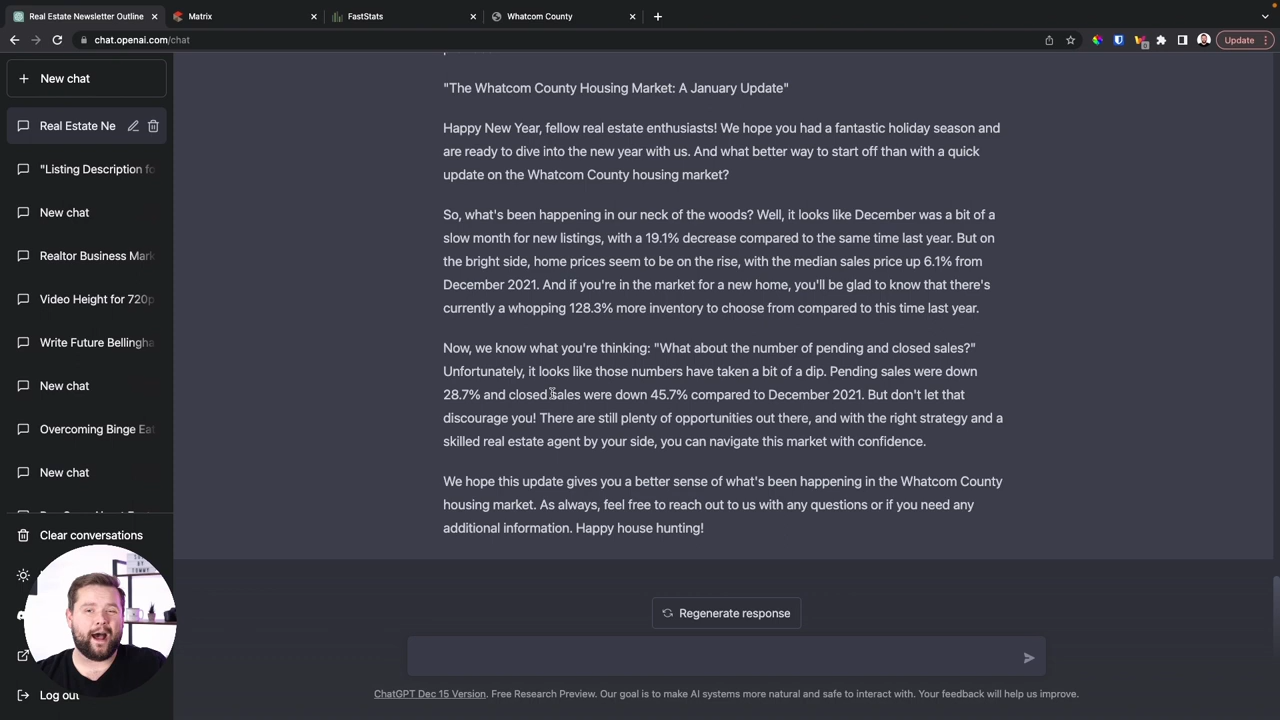 Real Estate Newsletter Outline
Matrix
FastStats
Whatcom County
chat.openai.com/chat
Update
New chat
Real Estate Ne
"Listing Description fo
New chat
Realtor Business Mark
Video Height for 720p
Write Future Bellingha
New chat
Overcoming Binge Eat
New chat
Clear conversations
Log out
"The Whatcom County Housing Market: A January Update"
Happy New Year, fellow real estate enthusiasts! We hope you had a fantastic holiday season and
are ready to dive into the new year with us. And what better way to start off than with a quick
update on the Whatcom County housing market?
So, what's been happening in our neck of the woods? Well, it looks like December was a bit of a
slow month for new listings, with a 19.1% decrease compared to the same time last year. But on
the bright side, home prices seem to be on the rise, with the median sales price up 6.1% from
December 2021. And if you're in the market for a new home, you'll be glad to know that there's
currently a whopping 128.3% more inventory to choose from compared to this time last year.
Now, we know what you're thinking: "What about the number of pending and closed sales?"
Unfortunately, it looks like those numbers have taken a bit of a dip. Pending sales were down
28.7% and closed sales were down 45.7% compared to December 2021. But don't let that
discourage you! There are still plenty of opportunities out there, and with the right strategy and a
skilled real estate agent by your side, you can navigate this market with confidence.
We hope this update gives you a better sense of what's been happening in the Whatcom County
housing market. As always, feel free to reach out to us with any questions or if you need any
additional information. Happy house hunting!
Regenerate response
ChatGPT Dec 15 Version. Free Research Preview. Our goal is to make AI systems more natural and safe to interact with. Your feedback will help us improve.